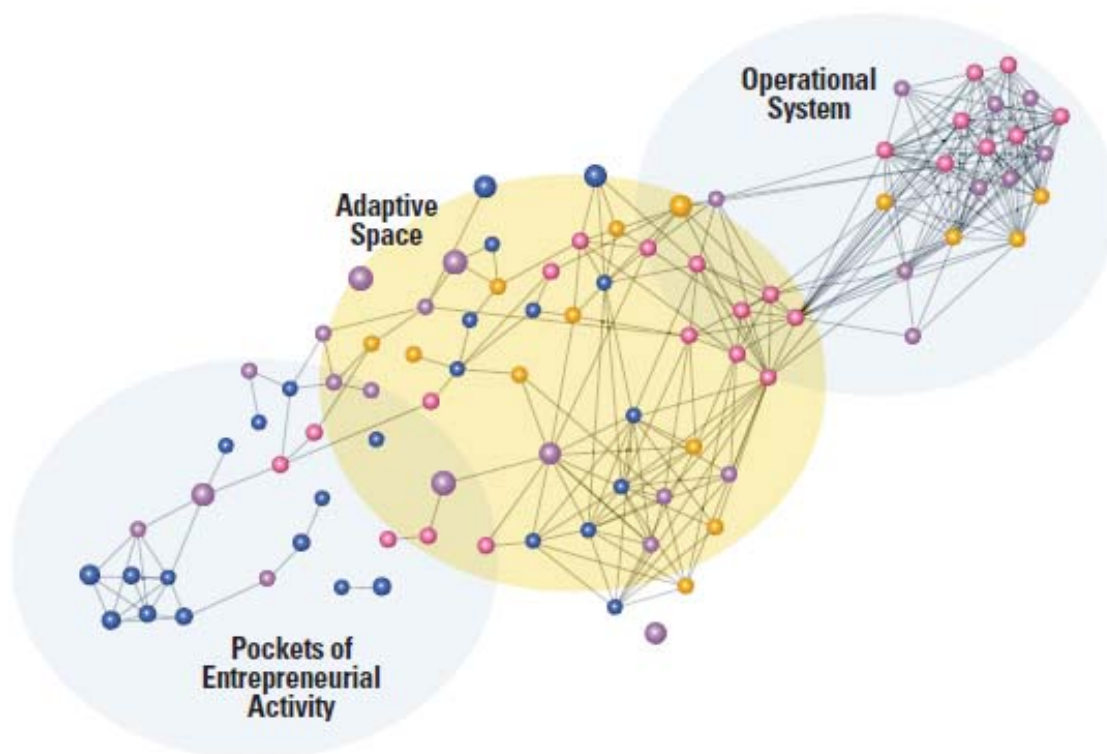 Operational
System
Adaptive
Space
Pockets of
Entrepreneurial
Activity